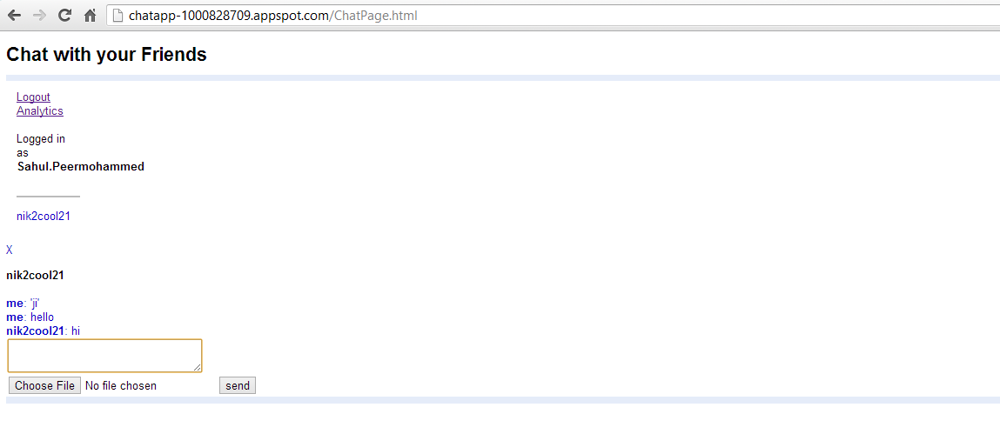 chatapp-1000828709.appspot.com/ChatPage.html
Chat with your Friends
Logout
Analytics
Logged in
as
Sahul.Peermohammed
nik2cool21
X
nik2cool21
me: 'ji'
me: hello
nik2cool21: hi
Choose File No file chosen send